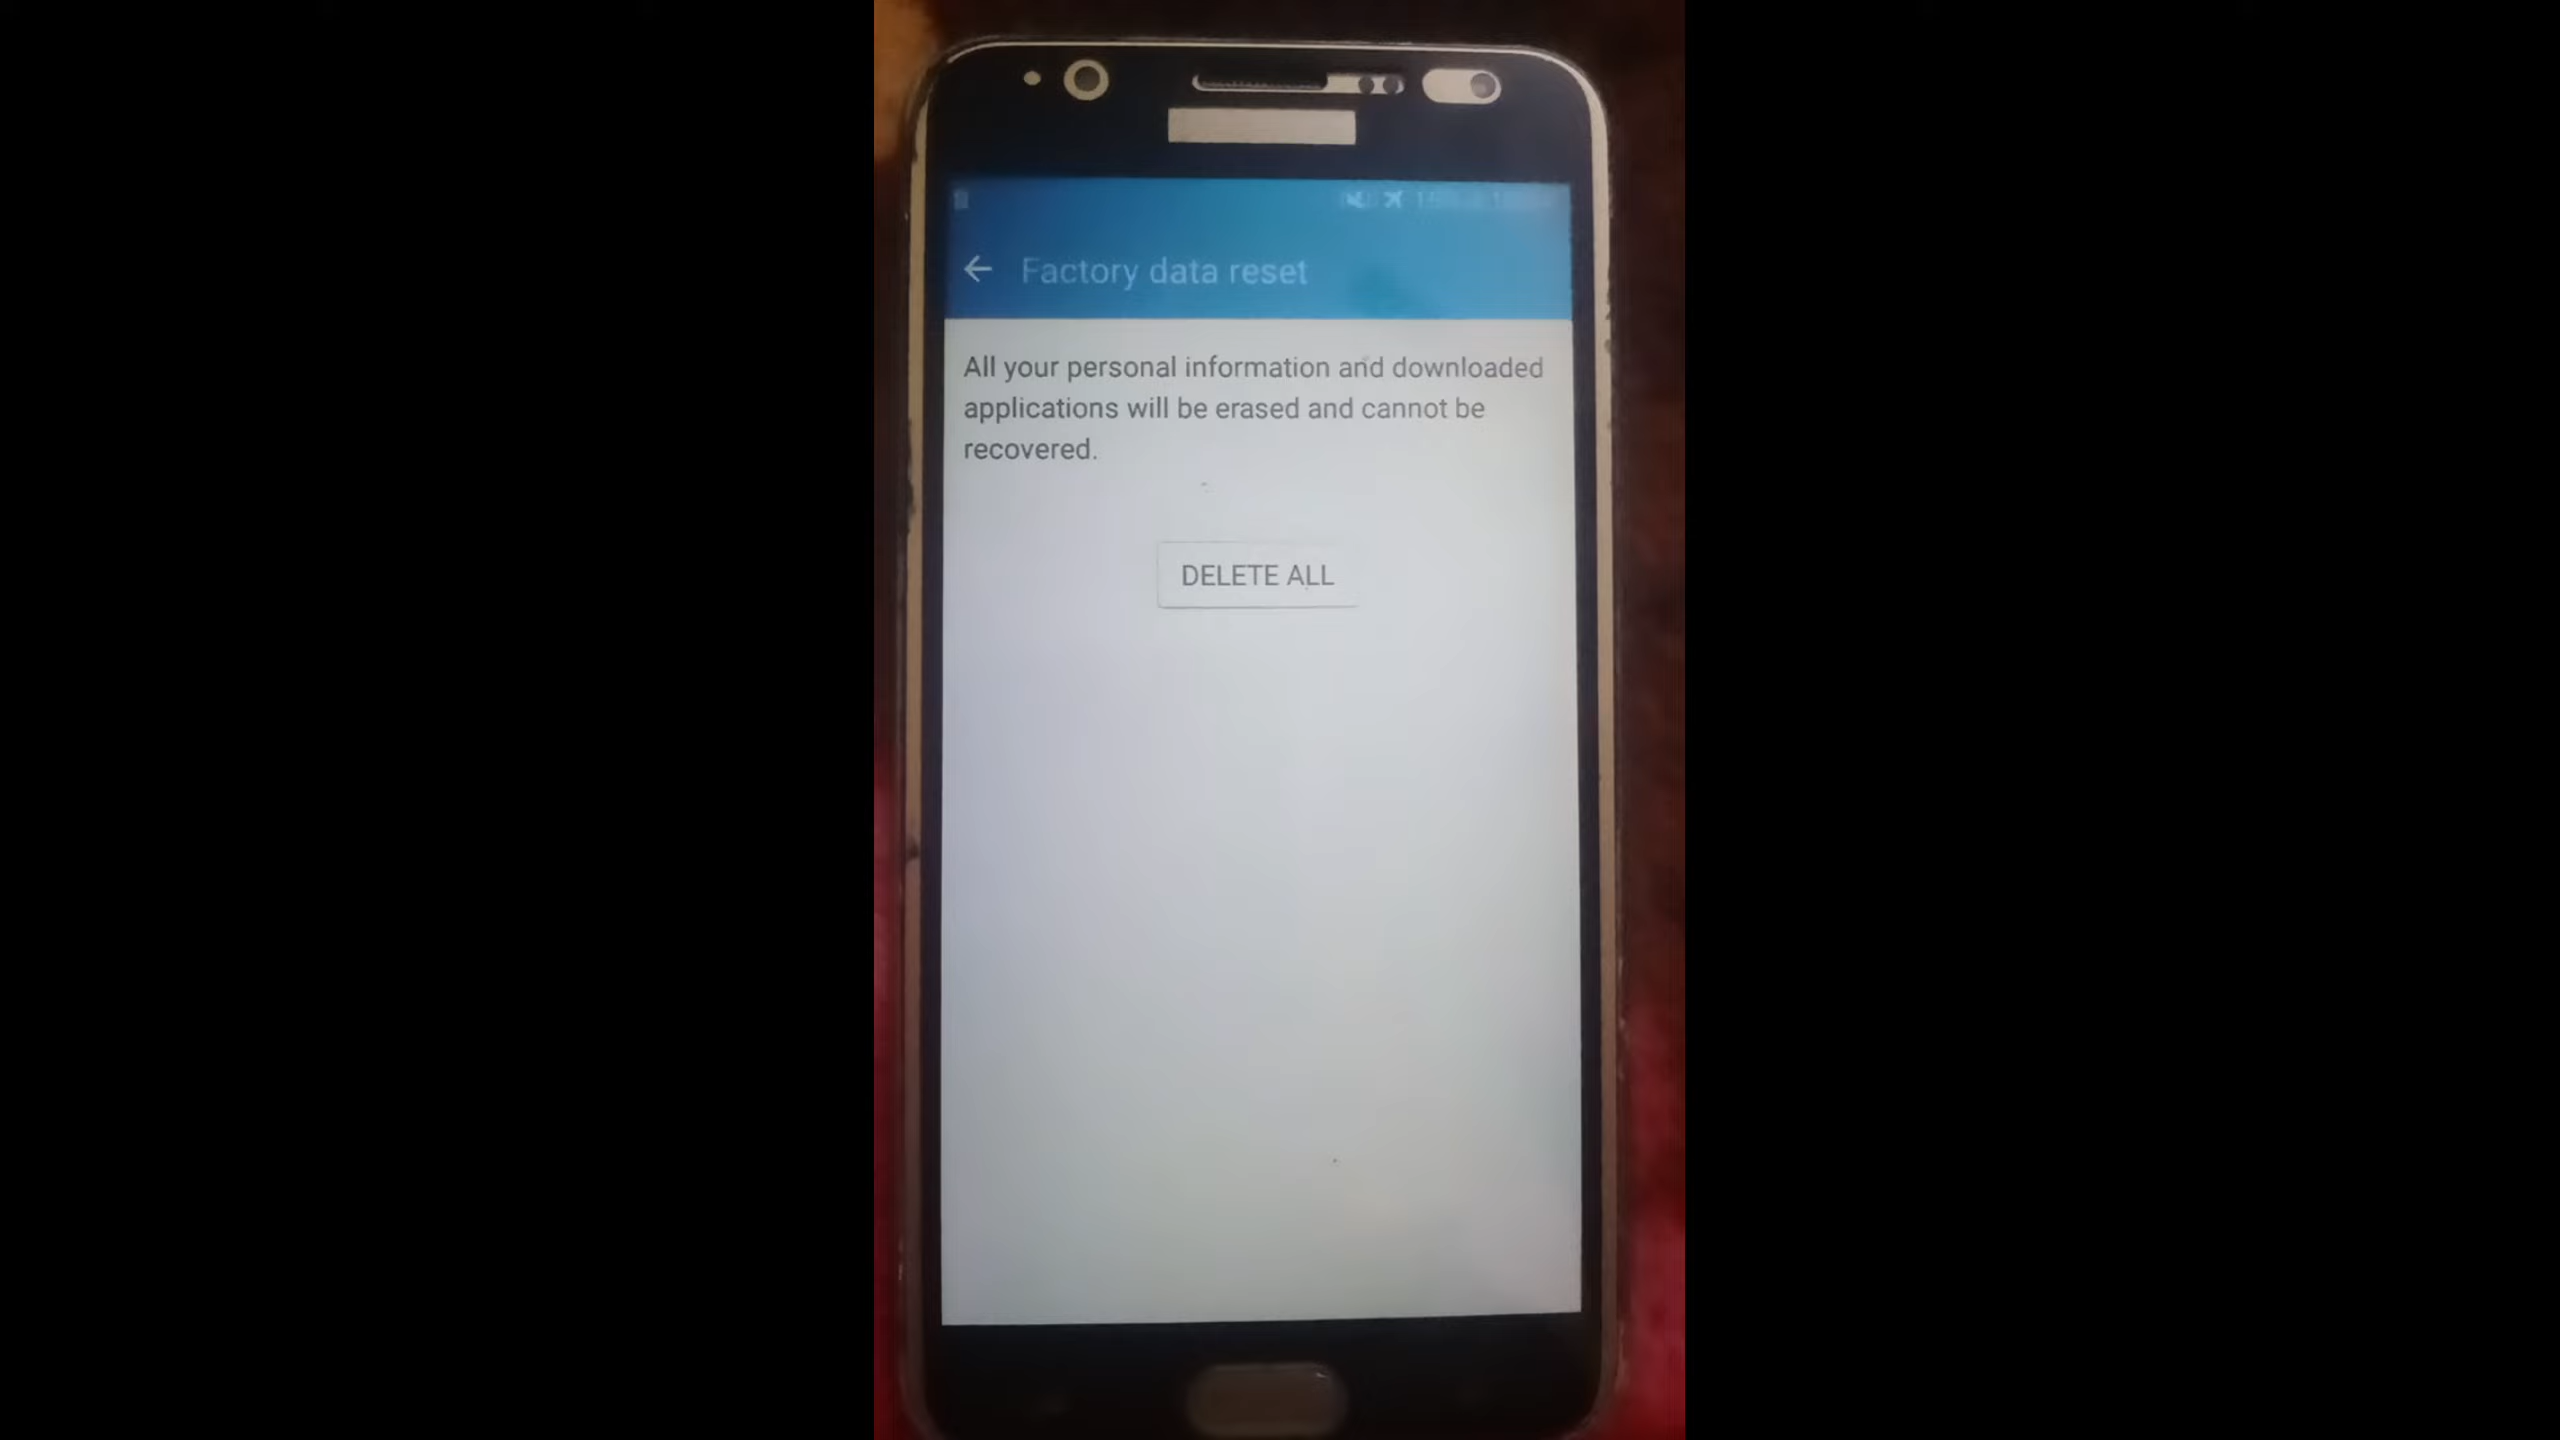 Factory data reset
All your personal information and downloaded
applications will be erased and cannot be
recovered.
DELETE ALL